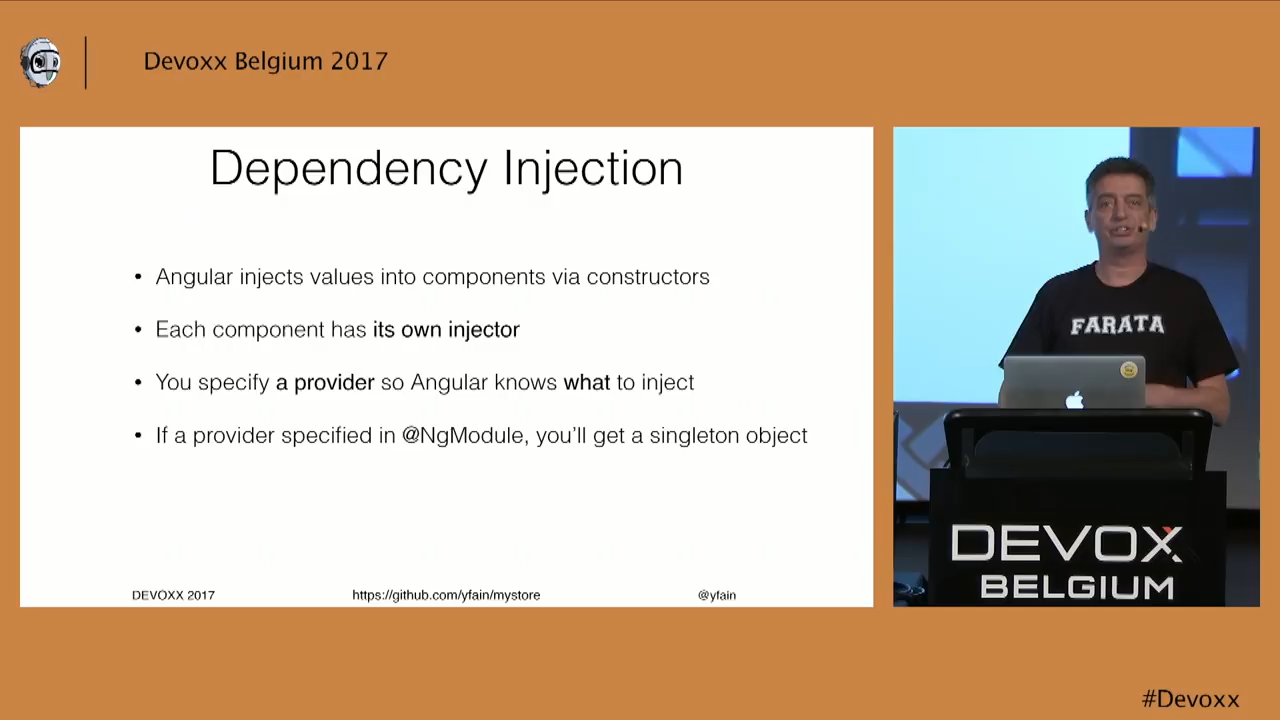 Devoxx Belgium 2017
Dependency Injection
• Angular injects values into components via constructors
• Each component has its own injector
• You specify a provider so Angular knows what to inject
• If a provider specified in @NgModule, you’ll get a singleton object
DEVOXX 2017
https://github.com/yfain/mystore
@yfain
FARATA
DEVOXX
BELGIUM
#Devoxx